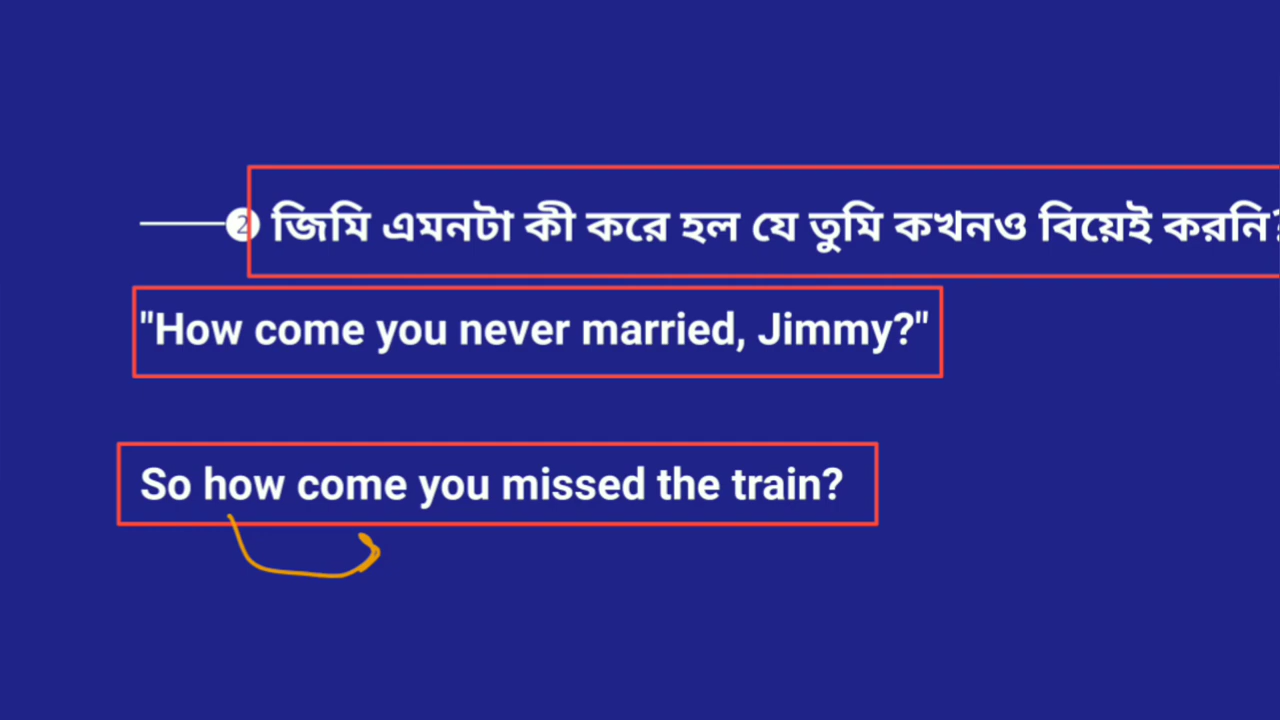 2 জিমি এমনটা কী করে হল যে তুমি কখনও বিয়েই করনি?
"How come you never married, Jimmy?"
So how come you missed the train?